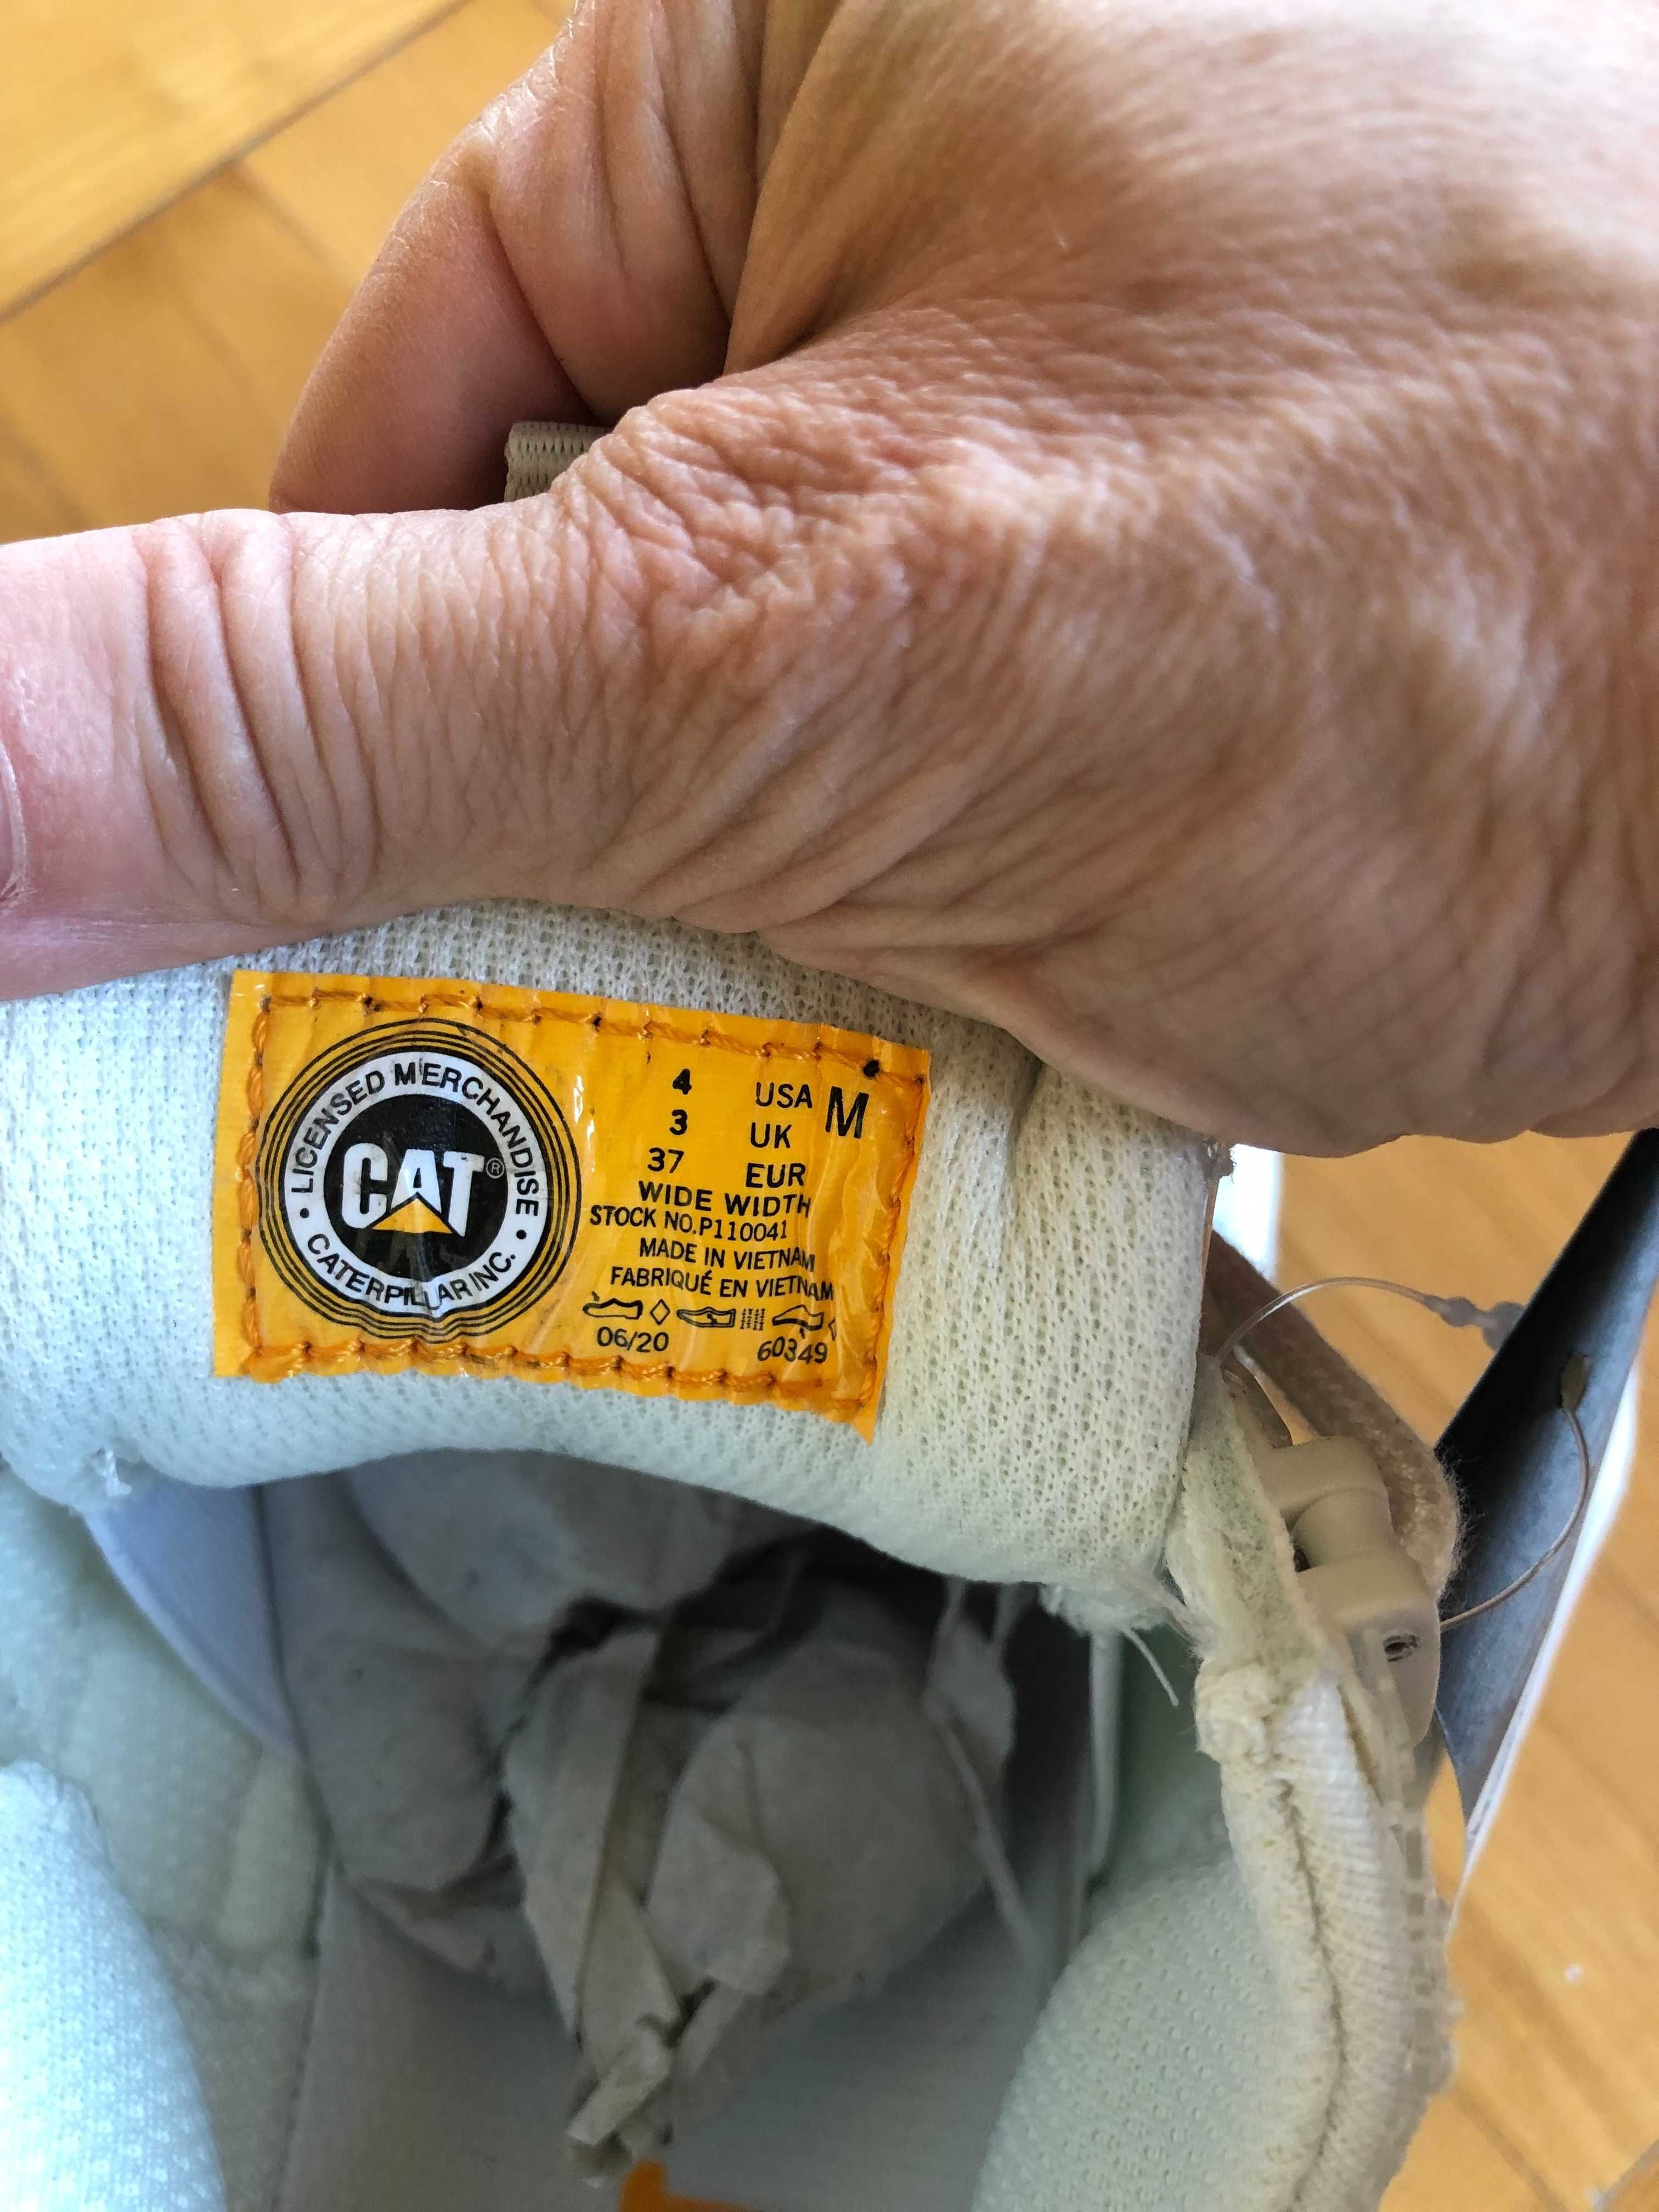 • LICENSED MERCHANDISE •
CAT®
CATERPILLAR INC.
4 USA M
3 UK
37 EUR
WIDE WIDTH
STOCK NO.P110041
MADE IN VIETNAM
FABRIQUÉ EN VIETNAM
06/20 60349